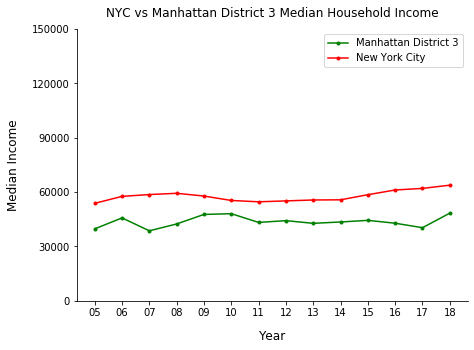 NYC vs Manhattan District 3 Median Household Income
Manhattan District 3
New York City
Median Income
150000
120000
90000
60000
30000
0
05 06 07 08 09 10 11 12 13 14 15 16 17 18
Year